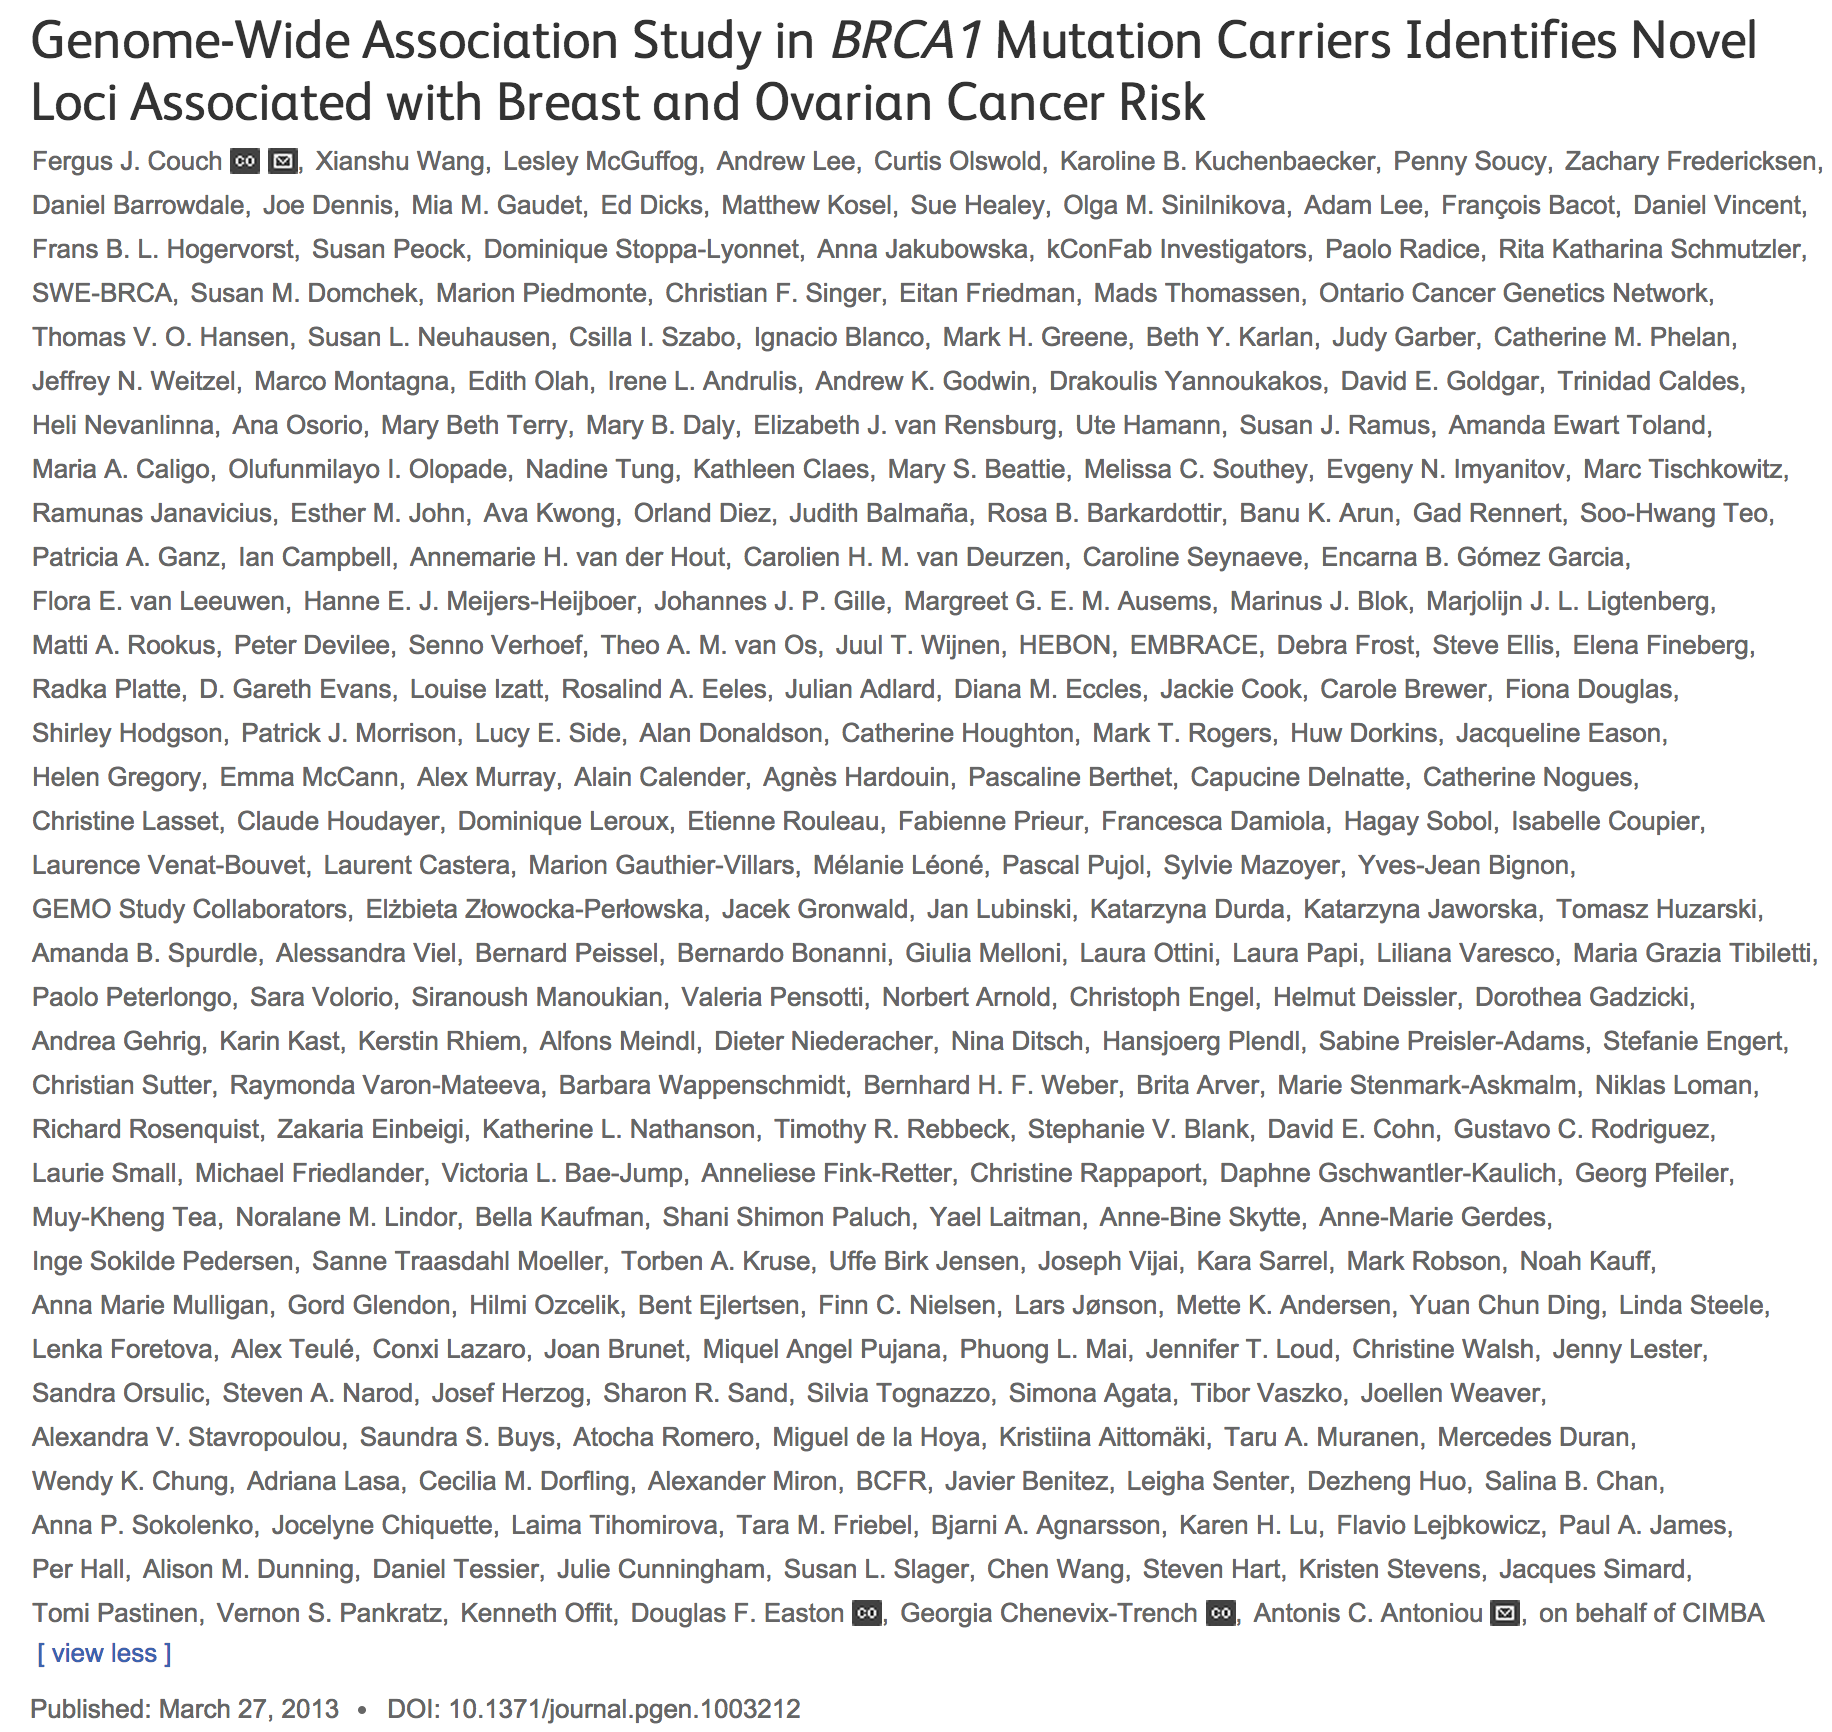 Genome-Wide Association Study in BRCA1 Mutation Carriers Identifies Novel
Loci Associated with Breast and Ovarian Cancer Risk
Fergus J. Couch co, Xianshu Wang, Lesley McGuffog, Andrew Lee, Curtis Olswold, Karoline B. Kuchenbaecker, Penny Soucy, Zachary Fredericksen,
Daniel Barrowdale, Joe Dennis, Mia M. Gaudet, Ed Dicks, Matthew Kosel, Sue Healey, Olga M. Sinilnikova, Adam Lee, François Bacot, Daniel Vincent,
Frans B. L. Hogervorst, Susan Peock, Dominique Stoppa-Lyonnet, Anna Jakubowska, kConFab Investigators, Paolo Radice, Rita Katharina Schmutzler,
SWE-BRCA, Susan M. Domchek, Marion Piedmonte, Christian F. Singer, Eitan Friedman, Mads Thomassen, Ontario Cancer Genetics Network,
Thomas V. O. Hansen, Susan L. Neuhausen, Csilla I. Szabo, Ignacio Blanco, Mark H. Greene, Beth Y. Karlan, Judy Garber, Catherine M. Phelan,
Jeffrey N. Weitzel, Marco Montagna, Edith Olah, Irene L. Andrulis, Andrew K. Godwin, Drakoulis Yannoukakos, David E. Goldgar, Trinidad Caldes,
Heli Nevanlinna, Ana Osorio, Mary Beth Terry, Mary B. Daly, Elizabeth J. van Rensburg, Ute Hamann, Susan J. Ramus, Amanda Ewart Toland,
Maria A. Caligo, Olufunmilayo I. Olopade, Nadine Tung, Kathleen Claes, Mary S. Beattie, Melissa C. Southey, Evgeny N. Imyanitov, Marc Tischkowitz,
Ramunas Janavicius, Esther M. John, Ava Kwong, Orland Diez, Judith Balmaña, Rosa B. Barkardottir, Banu K. Arun, Gad Rennert, Soo-Hwang Teo,
Patricia A. Ganz, Ian Campbell, Annemarie H. van der Hout, Carolien H. M. van Deurzen, Caroline Seynaeve, Encarna B. Gómez Garcia,
Flora E. van Leeuwen, Hanne E. J. Meijers-Heijboer, Johannes J. P. Gille, Margreet G. E. M. Ausems, Marinus J. Blok, Marjolijn J. L. Ligtenberg,
Matti A. Rookus, Peter Devilee, Senno Verhoef, Theo A. M. van Os, Juul T. Wijnen, HEBON, EMBRACE, Debra Frost, Steve Ellis, Elena Fineberg,
Radka Platte, D. Gareth Evans, Louise Izatt, Rosalind A. Eeles, Julian Adlard, Diana M. Eccles, Jackie Cook, Carole Brewer, Fiona Douglas,
Shirley Hodgson, Patrick J. Morrison, Lucy E. Side, Alan Donaldson, Catherine Houghton, Mark T. Rogers, Huw Dorkins, Jacqueline Eason,
Helen Gregory, Emma McCann, Alex Murray, Alain Calender, Agnès Hardouin, Pascaline Berthet, Capucine Delnatte, Catherine Nogues,
Christine Lasset, Claude Houdayer, Dominique Leroux, Etienne Rouleau, Fabienne Prieur, Francesca Damiola, Hagay Sobol, Isabelle Coupier,
Laurence Venat-Bouvet, Laurent Castera, Marion Gauthier-Villars, Mélanie Léoné, Pascal Pujol, Sylvie Mazoyer, Yves-Jean Bignon,
GEMO Study Collaborators, Elżbieta Złowocka-Perłowska, Jacek Gronwald, Jan Lubinski, Katarzyna Durda, Katarzyna Jaworska, Tomasz Huzarski,
Amanda B. Spurdle, Alessandra Viel, Bernard Peissel, Bernardo Bonanni, Giulia Melloni, Laura Ottini, Laura Papi, Liliana Varesco, Maria Grazia Tibiletti,
Paolo Peterlongo, Sara Volorio, Siranoush Manoukian, Valeria Pensotti, Norbert Arnold, Christoph Engel, Helmut Deissler, Dorothea Gadzicki,
Andrea Gehrig, Karin Kast, Kerstin Rhiem, Alfons Meindl, Dieter Niederacher, Nina Ditsch, Hansjoerg Plendl, Sabine Preisler-Adams, Stefanie Engert,
Christian Sutter, Raymonda Varon-Mateeva, Barbara Wappenschmidt, Bernhard H. F. Weber, Brita Arver, Marie Stenmark-Askmalm, Niklas Loman,
Richard Rosenquist, Zakaria Einbeigi, Katherine L. Nathanson, Timothy R. Rebbeck, Stephanie V. Blank, David E. Cohn, Gustavo C. Rodriguez,
Laurie Small, Michael Friedlander, Victoria L. Bae-Jump, Anneliese Fink-Retter, Christine Rappaport, Daphne Gschwantler-Kaulich, Georg Pfeiler,
Muy-Kheng Tea, Noralane M. Lindor, Bella Kaufman, Shani Shimon Paluch, Yael Laitman, Anne-Bine Skytte, Anne-Marie Gerdes,
Inge Sokilde Pedersen, Sanne Traasdahl Moeller, Torben A. Kruse, Uffe Birk Jensen, Joseph Vijai, Kara Sarrel, Mark Robson, Noah Kauff,
Anna Marie Mulligan, Gord Glendon, Hilmi Ozcelik, Bent Ejlertsen, Finn C. Nielsen, Lars Jønson, Mette K. Andersen, Yuan Chun Ding, Linda Steele,
Lenka Foretova, Alex Teulé, Conxi Lazaro, Joan Brunet, Miquel Angel Pujana, Phuong L. Mai, Jennifer T. Loud, Christine Walsh, Jenny Lester,
Sandra Orsulic, Steven A. Narod, Josef Herzog, Sharon R. Sand, Silvia Tognazzo, Simona Agata, Tibor Vaszko, Joellen Weaver,
Alexandra V. Stavropoulou, Saundra S. Buys, Atocha Romero, Miguel de la Hoya, Kristiina Aittomäki, Taru A. Muranen, Mercedes Duran,
Wendy K. Chung, Adriana Lasa, Cecilia M. Dorfling, Alexander Miron, BCFR, Javier Benitez, Leigha Senter, Dezheng Huo, Salina B. Chan,
Anna P. Sokolenko, Jocelyne Chiquette, Laima Tihomirova, Tara M. Friebel, Bjarni A. Agnarsson, Karen H. Lu, Flavio Lejbkowicz, Paul A. James,
Per Hall, Alison M. Dunning, Daniel Tessier, Julie Cunningham, Susan L. Slager, Chen Wang, Steven Hart, Kristen Stevens, Jacques Simard,
Tomi Pastinen, Vernon S. Pankratz, Kenneth Offit, Douglas F. Easton co, Georgia Chenevix-Trench co, Antonis C. Antoniou, on behalf of CIMBA
[ view less ]
Published: March 27, 2013 • DOI: 10.1371/journal.pgen.1003212